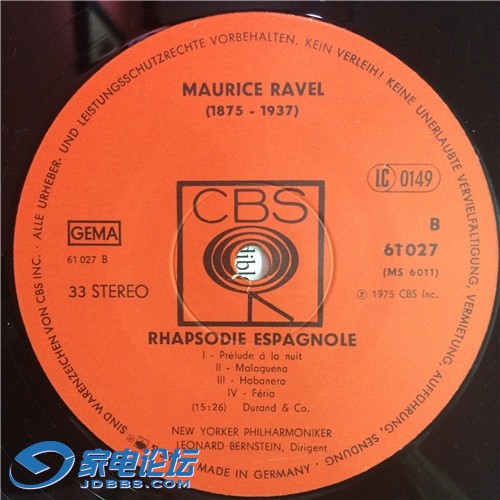 ALLE URHEBER- UND LEISTUNGSSCHUTZRECHTE VORBEHALTEN. KEIN VERLEIH! KEINE UNERLAUBTE VERVIELFÄLTIGUNG, VERMIETUNG, AUFFÜHRUNG, SENDUNG
MAURICE RAVEL
(1875 - 1937)
CBS
LC 0149
GEMA
B
61 027 B
61 027
(MS 6011)
33 STEREO
℗ 1975 CBS Inc.
RHAPSODIE ESPAGNOLE
I - Prélude à la nuit
II - Malaguena
III - Habanera
IV - Féria
(15:26) Durand & Co.
NEW YORKER PHILHARMONIKER
LEONARD BERNSTEIN, Dirigent
SIND WARENZEICHEN VON CBS INC.
MADE IN GERMANY
家电论坛
JDBBS.COM